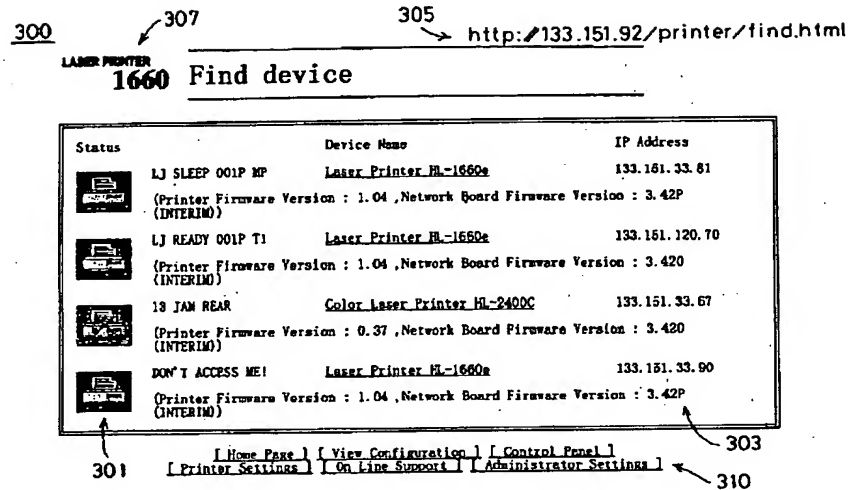 300
307
305
http://133.151.92/printer/find.html
LASER PRINTER
1660 Find device
Status Device Name IP Address
LJ SLEEP 001P MP Laser Printer HL-1660e 133.151.33.81
(Printer Firmware Version : 1.04 ,Network Board Firmware Version : 3.42P
(INTERIM))
LJ READY 001P T1 Laser Printer HL-1660e 133.151.120.70
(Printer Firmware Version : 1.04 ,Network Board Firmware Version : 3.420
(INTERIM))
13 JAM REAR Color Laser Printer HL-2400C 133.151.33.67
(Printer Firmware Version : 0.37 ,Network Board Firmware Version : 3.420
(INTERIM))
DON'T ACCESS ME! Laser Printer HL-1660e 133.151.33.90
(Printer Firmware Version : 1.04 ,Network Board Firmware Version : 3.42P
(INTERIM))
301
303
[ Home Page ] [ View Configuration ] [ Control Panel ]
[ Printer Settings ] [ On Line Support ] [ Administrator Settings ]
310